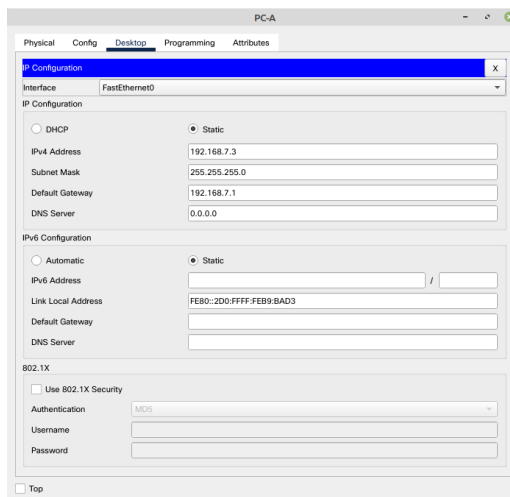 PC-A
Physical Config Desktop Programming Attributes
IP Configuration X
Interface FastEthernet0
IP Configuration
DHCP Static
IPv4 Address 192.168.7.3
Subnet Mask 255.255.255.0
Default Gateway 192.168.7.1
DNS Server 0.0.0.0
IPv6 Configuration
Automatic Static
IPv6 Address /
Link Local Address FE80::2D0:FFFF:FEB9:BAD3
Default Gateway
DNS Server
802.1X
Use 802.1X Security
Authentication MD5
Username
Password
Top